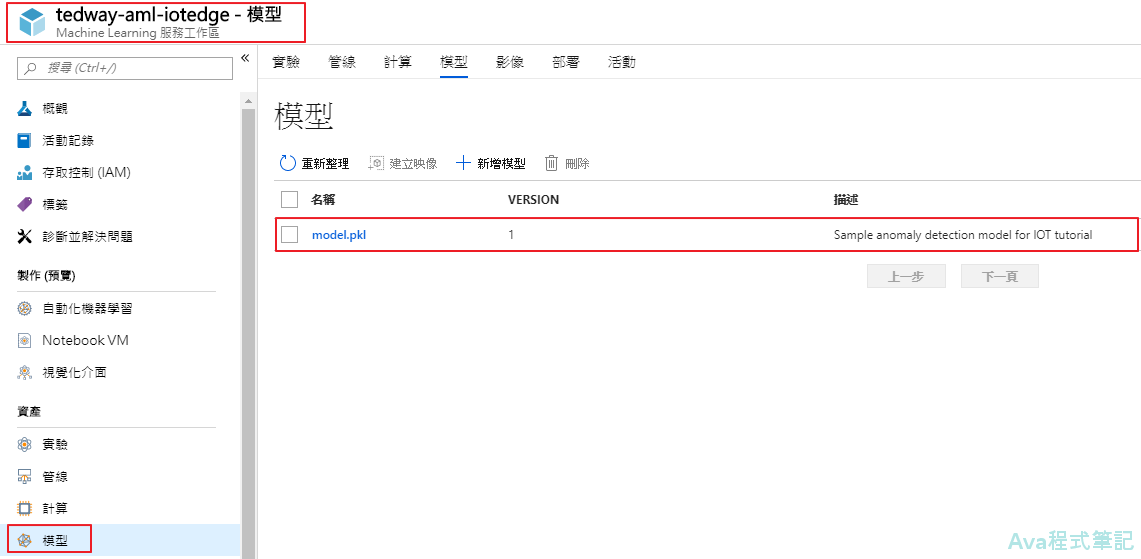 tedway-aml-iotedge - 模型
Machine Learning 服務工作區
搜尋 (Ctrl+/)
«
概觀
活動記錄
存取控制 (IAM)
標籤
診斷並解決問題
製作 (預覽)
自動化機器學習
Notebook VM
視覺化介面
資產
實驗
管線
計算
模型
實驗 管線 計算 模型 影像 部署 活動
模型
重新整理 建立映像 新增模型 刪除
名稱 VERSION 描述
model.pkl 1 Sample anomaly detection model for IOT tutorial
上一步 下一頁
Ava程式筆記